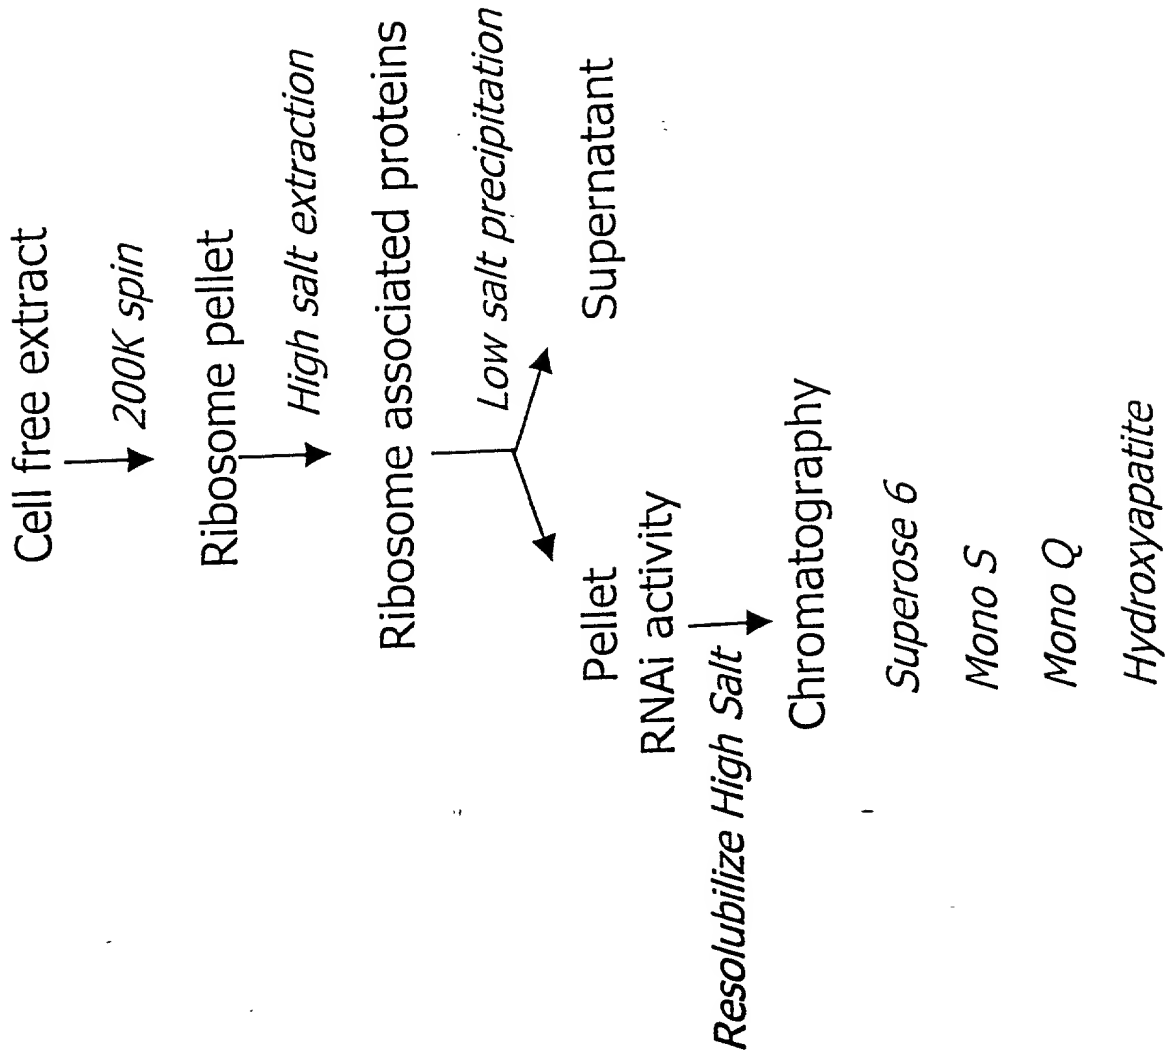 Cell free extract
200K spin
Ribosome pellet
High salt extraction
Ribosome associated proteins
Low salt precipitation
Pellet
RNAi activity
Supernatant
Resolubilize High Salt
Chromatography
Superose 6
Mono S
Mono Q
Hydroxyapatite